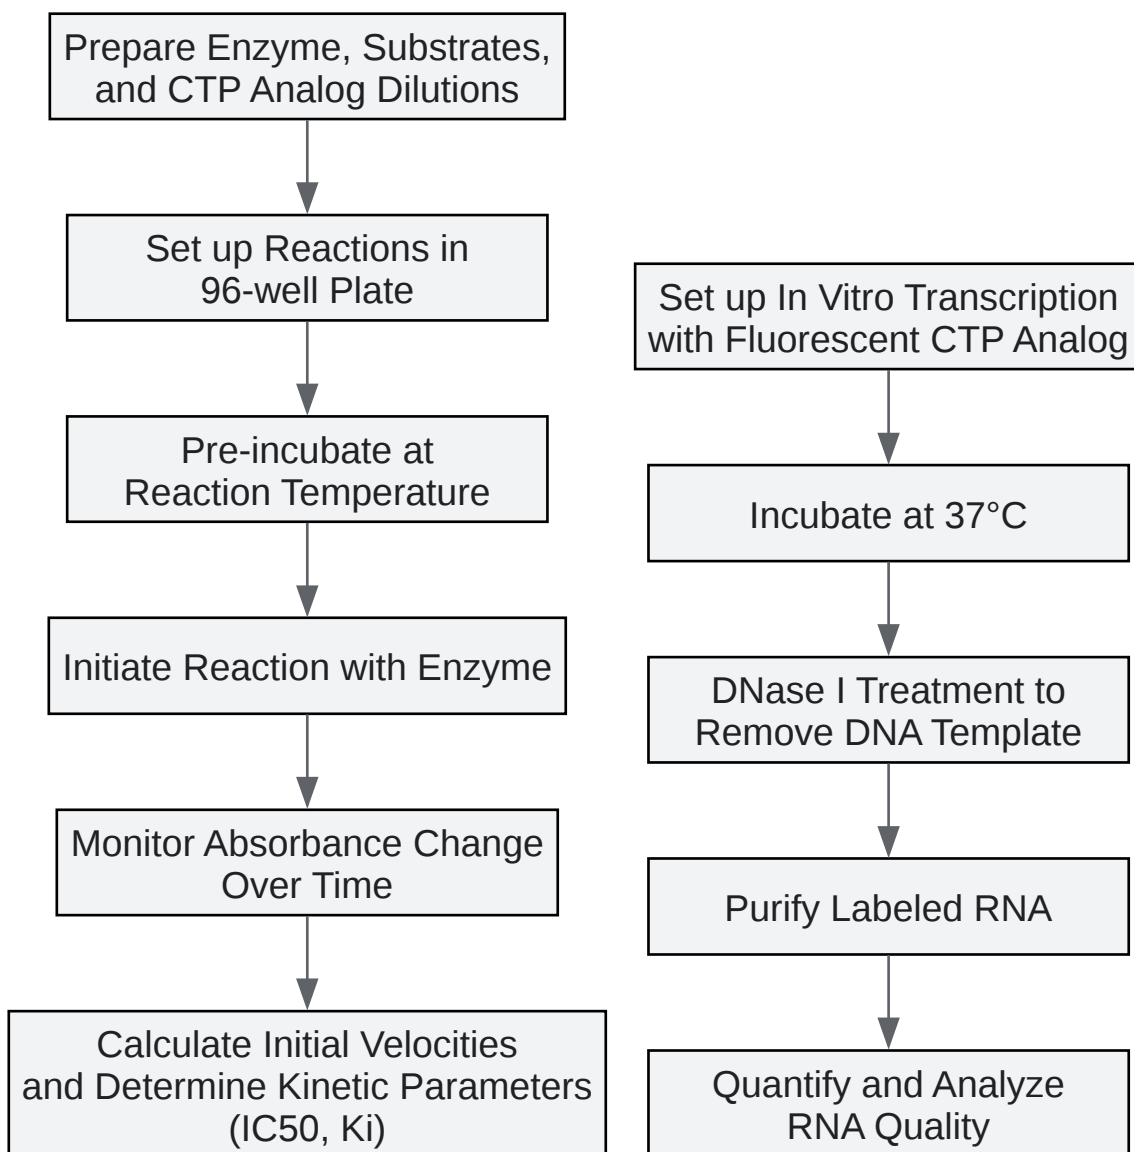 Prepare Enzyme, Substrates,
and CTP Analog Dilutions
Set up Reactions in
96-well Plate
Pre-incubate at
Reaction Temperature
Initiate Reaction with Enzyme
Monitor Absorbance Change
Over Time
Calculate Initial Velocities
and Determine Kinetic Parameters
(IC50, Ki)
Set up In Vitro Transcription
with Fluorescent CTP Analog
Incubate at 37°C
DNase I Treatment to
Remove DNA Template
Purify Labeled RNA
Quantify and Analyze
RNA Quality